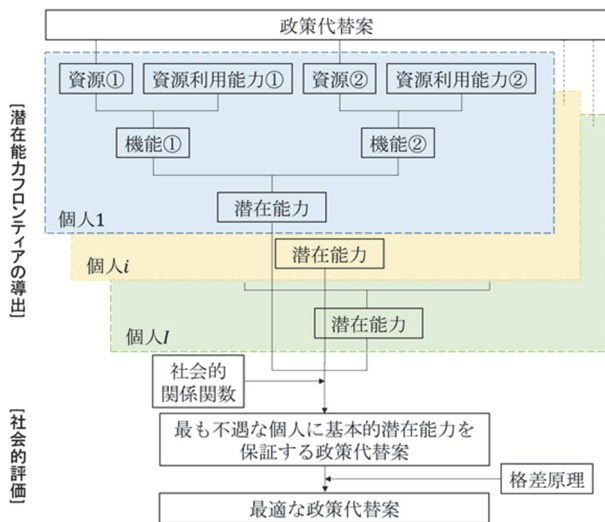 政策代替案
資源①
資源利用能力①
資源②
資源利用能力②
機能①
機能②
潜在能力
個人1
潜在能力
個人i
潜在能力
個人I
[潜在能力フロンティアの導出]
社会的
関係関数
最も不遇な個人に基本的潜在能力を
保証する政策代替案
格差原理
最適な政策代替案
[社会的評価]